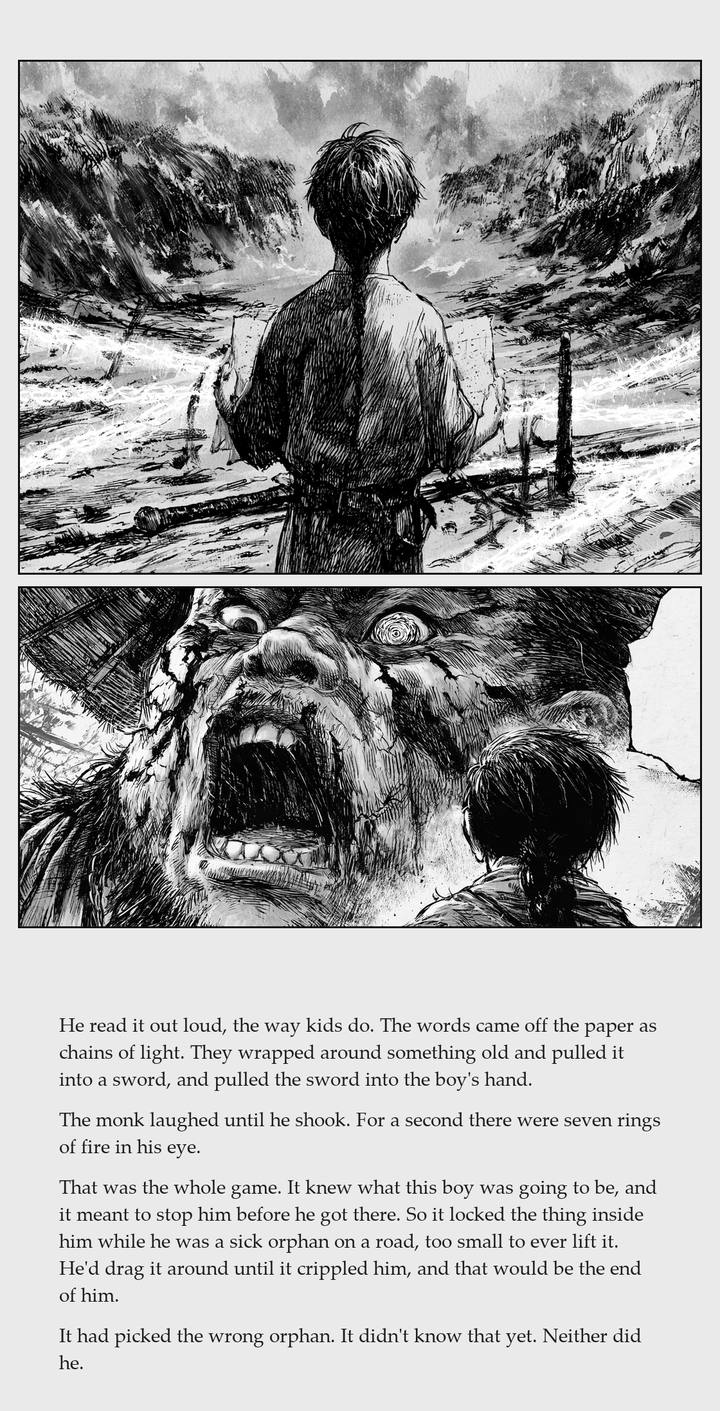 He read it out loud, the way kids do. The words came off the paper as
chains of light. They wrapped around something old and pulled it
into a sword, and pulled the sword into the boy's hand.
The monk laughed until he shook. For a second there were seven rings
of fire in his eye.
That was the whole game. It knew what this boy was going to be, and
it meant to stop him before he got there. So it locked the thing inside
him while he was a sick orphan on a road, too small to ever lift it.
He'd drag it around until it crippled him, and that would be the end
of him.
It had picked the wrong orphan. It didn't know that yet. Neither did
he.